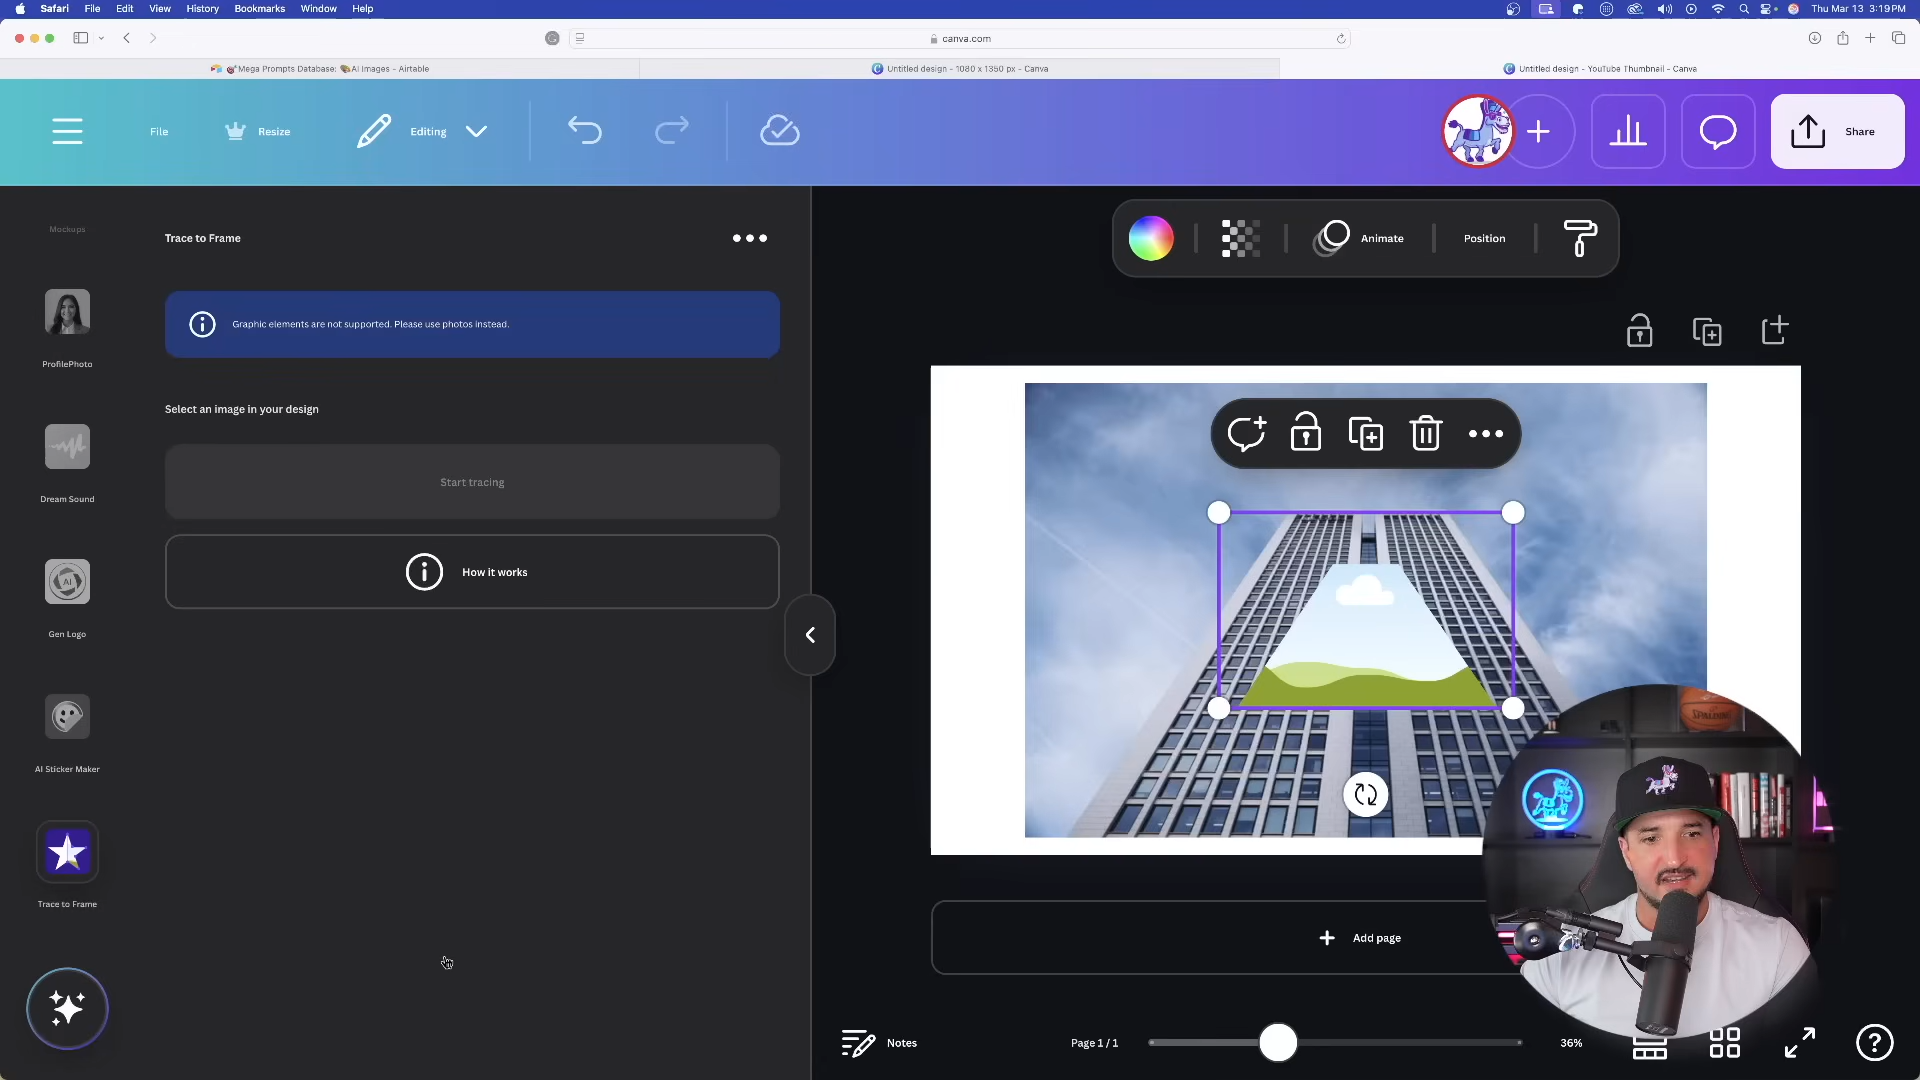 Safari File Edit View History Bookmarks Window Help
Thu Mar 13 3:19 PM
canva.com
Mega Prompts Database: AI Images - Airtable
Untitled design - 1080 x 1350 px - Canva
Untitled design - YouTube Thumbnail - Canva
File
Resize
Editing
Share
Mockups
Trace to Frame
Animate
Position
Graphic elements are not supported. Please use photos instead.
ProfilePhoto
Select an image in your design
Start tracing
Dream Sound
How it works
AI
Gen Logo
SPALDING
AI Sticker Maker
Trace to Frame
Add page
Notes
Page 1 / 1
36%